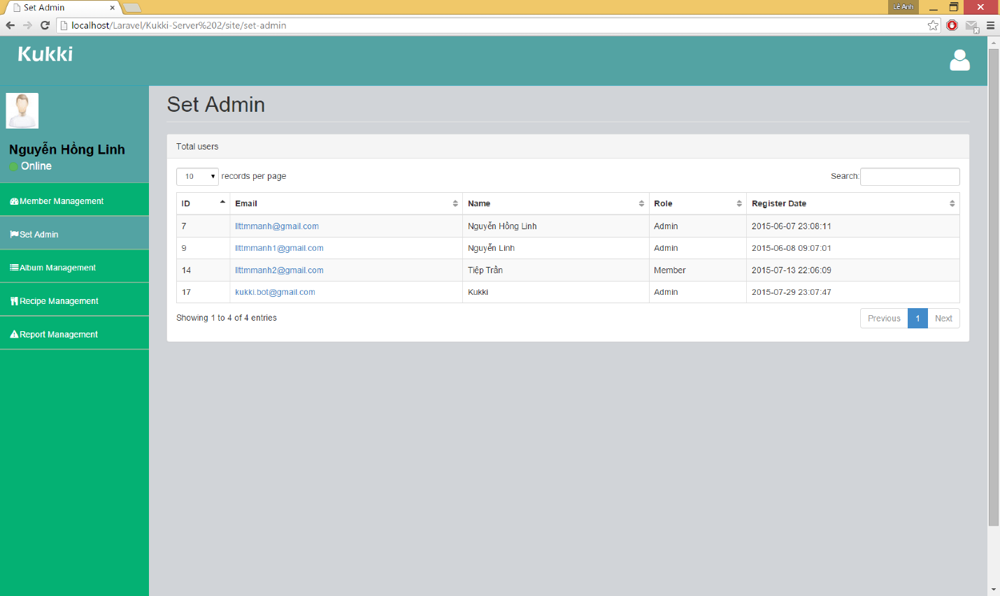 Set Admin
Lê Anh
localhost/Laravel/Kukki-Server%202/site/set-admin
Kukki
Nguyễn Hồng Linh
Online
Member Management
Set Admin
Album Management
Recipe Management
Report Management
Set Admin
Total users
10 records per page Search:
ID Email Name Role Register Date
7 llttmmanh@gmail.com Nguyễn Hồng Linh Admin 2015-06-07 23:08:11
9 llttmmanh1@gmail.com Nguyễn Linh Admin 2015-06-08 09:07:01
14 llttmmanh2@gmail.com Tiệp Trần Member 2015-07-13 22:06:09
17 kukki.bot@gmail.com Kukki Admin 2015-07-29 23:07:47
Showing 1 to 4 of 4 entries Previous 1 Next